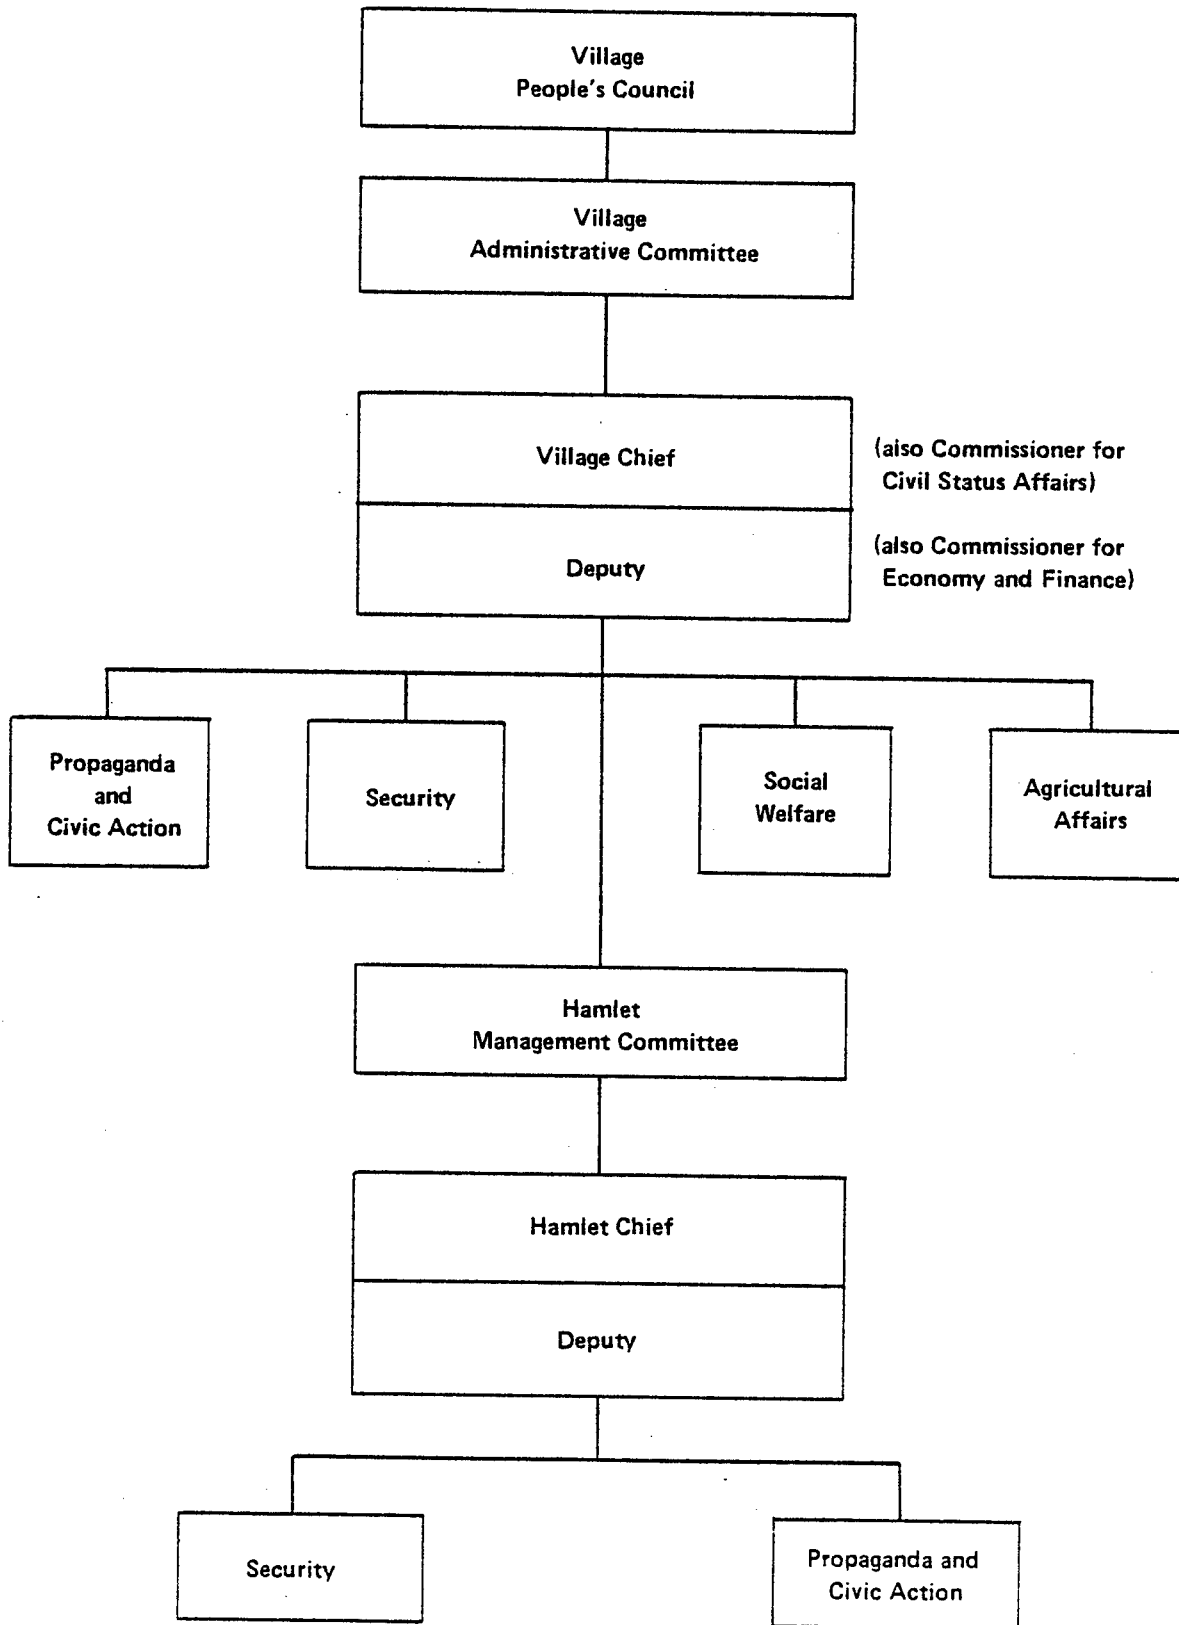 Village
People's Council
Village
Administrative Committee
Village Chief
(also Commissioner for
Civil Status Affairs)
Deputy
(also Commissioner for
Economy and Finance)
Propaganda
and
Civic Action
Security
Social
Welfare
Agricultural
Affairs
Hamlet
Management Committee
Hamlet Chief
Deputy
Security
Propaganda and
Civic Action